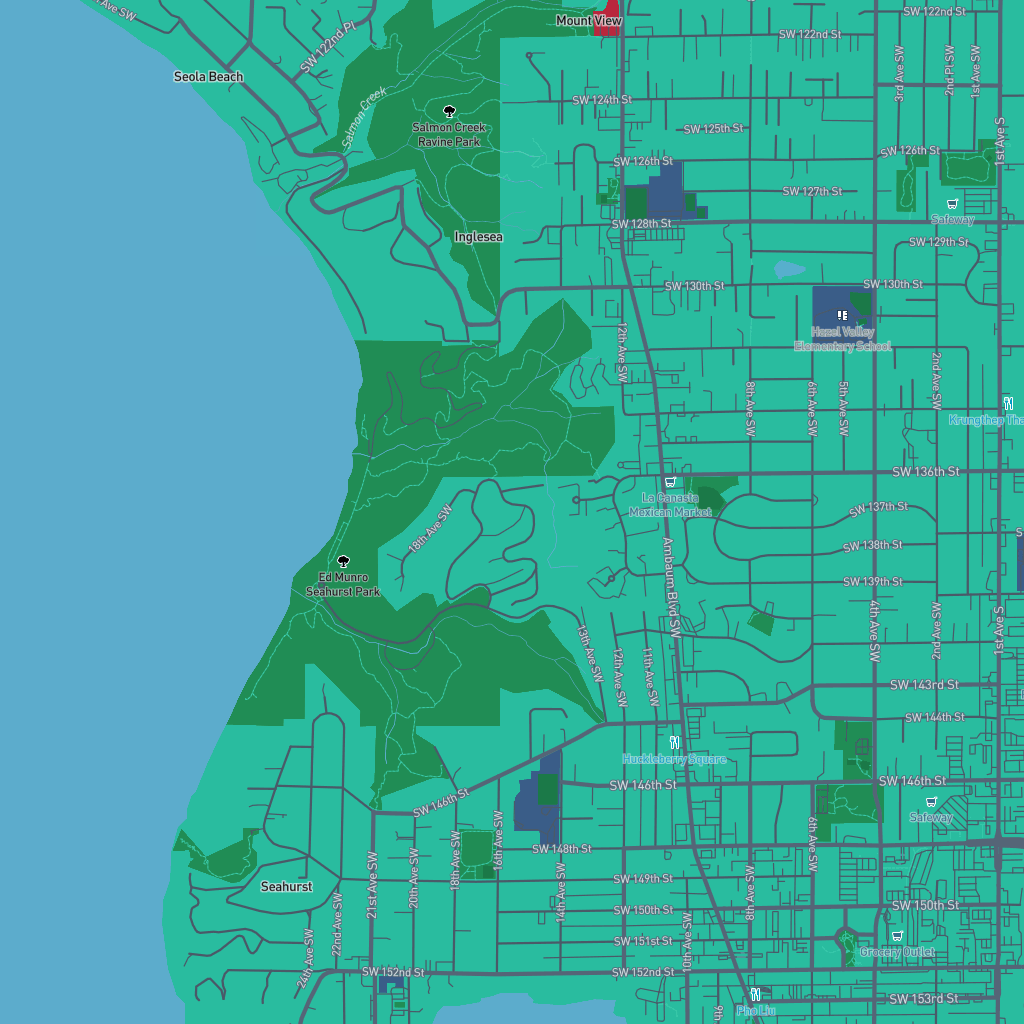 Ave SW
SW 122nd Pl
Mount View
SW 122nd St
SW 122nd St
Seola Beach
3rd Ave SW
2nd Pl SW
1st Ave SW
Salmon Creek
SW 124th St
Salmon Creek
Ravine Park
SW 125th St
1st Ave S
SW 126th St
SW 126th St
SW 127th St
Safeway
SW 128th St
Inglesea
SW 129th St
SW 130th St
SW 130th St
Hazel Valley
Elementary School
12th Ave SW
8th Ave SW
6th Ave SW
5th Ave SW
2nd Ave SW
Krungthep Tha
SW 136th St
La Canasta
Mexican Market
SW 137th St
18th Ave SW
S
SW 138th St
Ambaum Blvd SW
Ed Munro
Seahurst Park
SW 139th St
4th Ave SW
2nd Ave SW
1st Ave S
13th Ave SW
12th Ave SW
11th Ave SW
SW 143rd St
SW 144th St
Huckleberry Square
SW 146th St
SW 146th St
SW 146th St
Safeway
16th Ave SW
18th Ave SW
6th Ave SW
SW 148th St
Seahurst
21st Ave SW
20th Ave SW
14th Ave SW
SW 149th St
8th Ave SW
22nd Ave SW
SW 150th St
SW 150th St
24th Ave SW
SW 151st St
10th Ave SW
Grocery Outlet
SW 152nd St
SW 152nd St
SW 153rd St
Pho Liu
9th